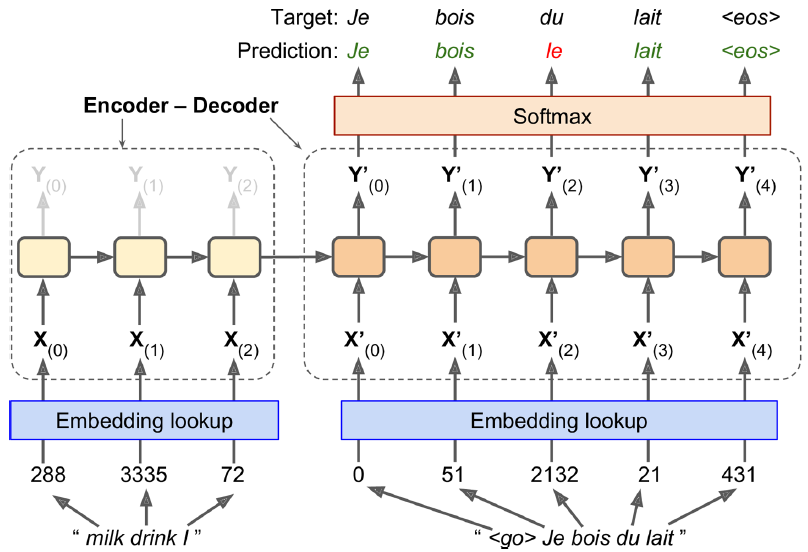 Target: Je bois du lait <eos>
Prediction: Je bois le lait <eos>
Encoder – Decoder
Softmax
Y(0) Y(1) Y(2) Y'(0) Y'(1) Y'(2) Y'(3) Y'(4)
X(0) X(1) X(2) X'(0) X'(1) X'(2) X'(3) X'(4)
Embedding lookup Embedding lookup
288 3335 72 0 51 2132 21 431
“ milk drink I ” “ <go> Je bois du lait ”